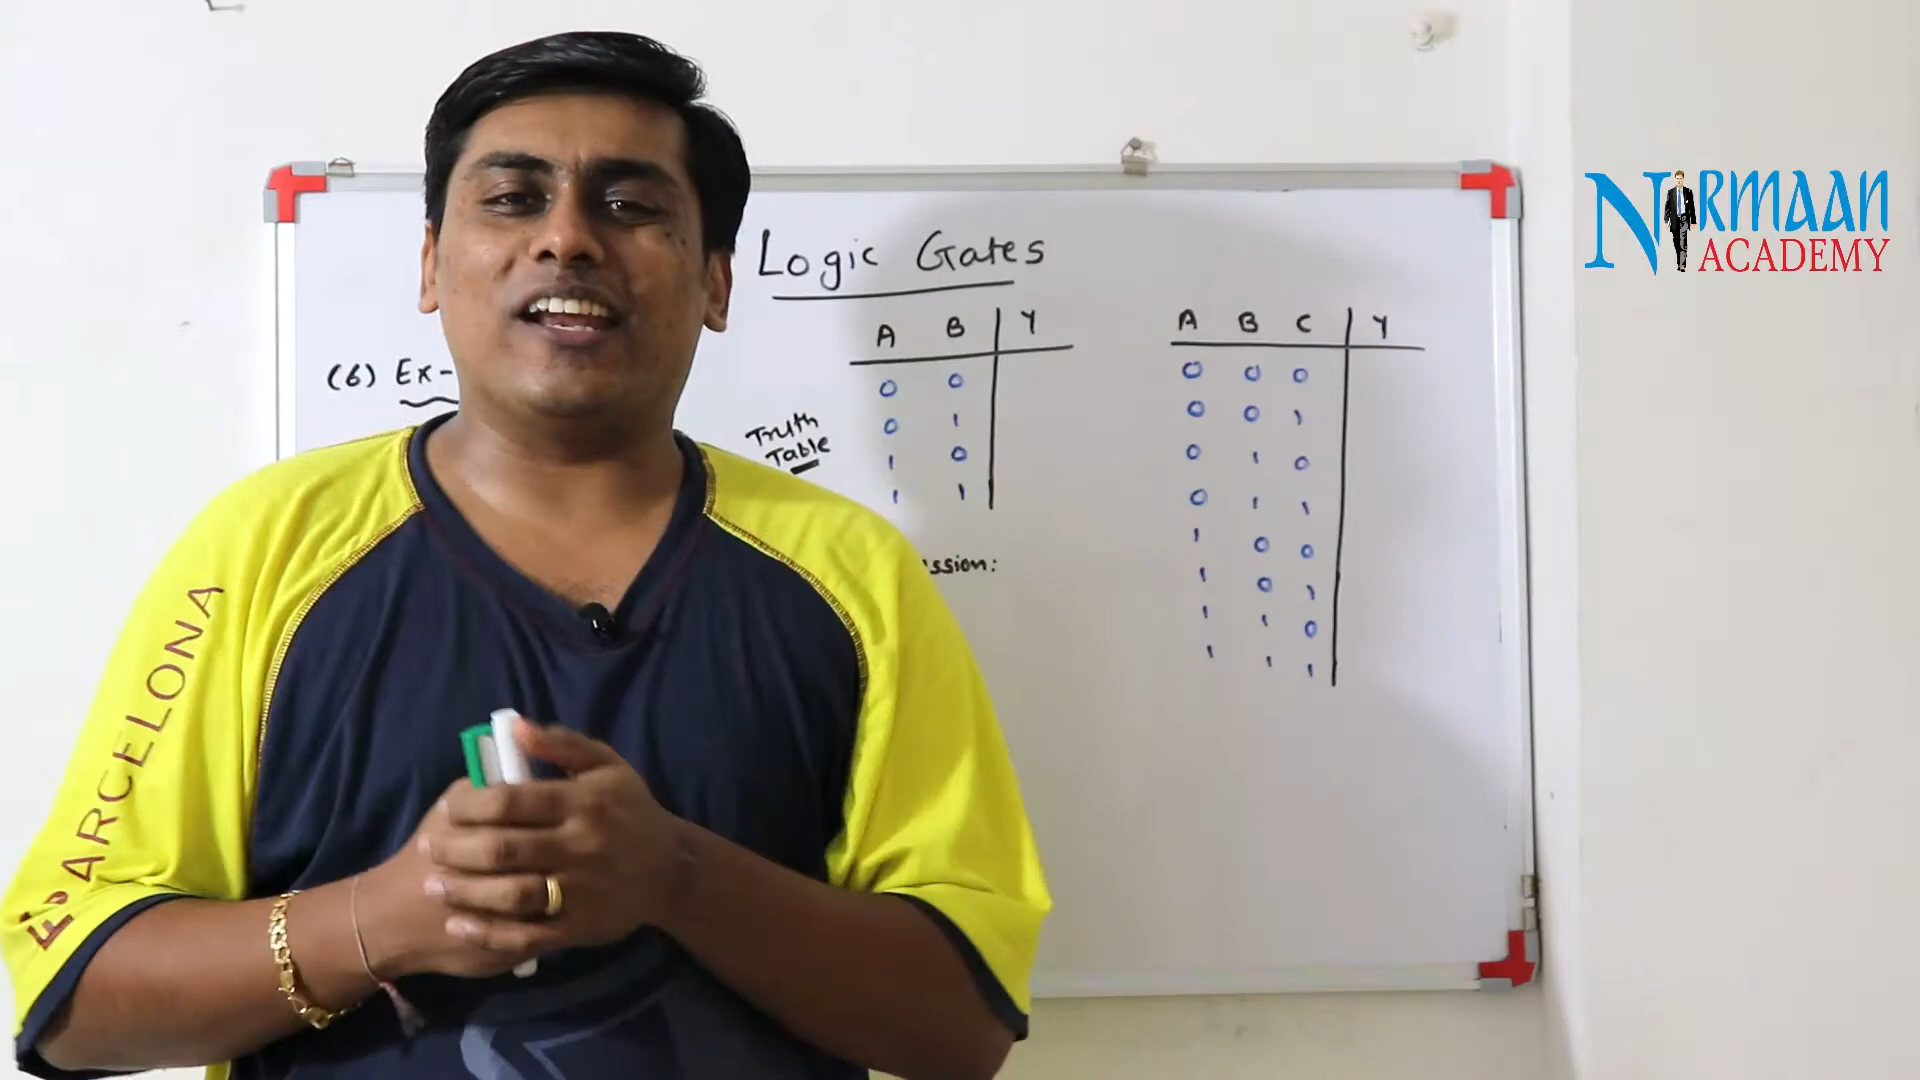 Logic Gates
(6) Ex-
Truth
Table
A B Y
0 0
0 1
1 0
1 1
ssion:
A B C Y
0 0 0
0 0 1
0 1 0
0 1 1
1 0 0
1 0 1
1 1 0
1 1 1
NIRMAAN
ACADEMY
ARCELONA